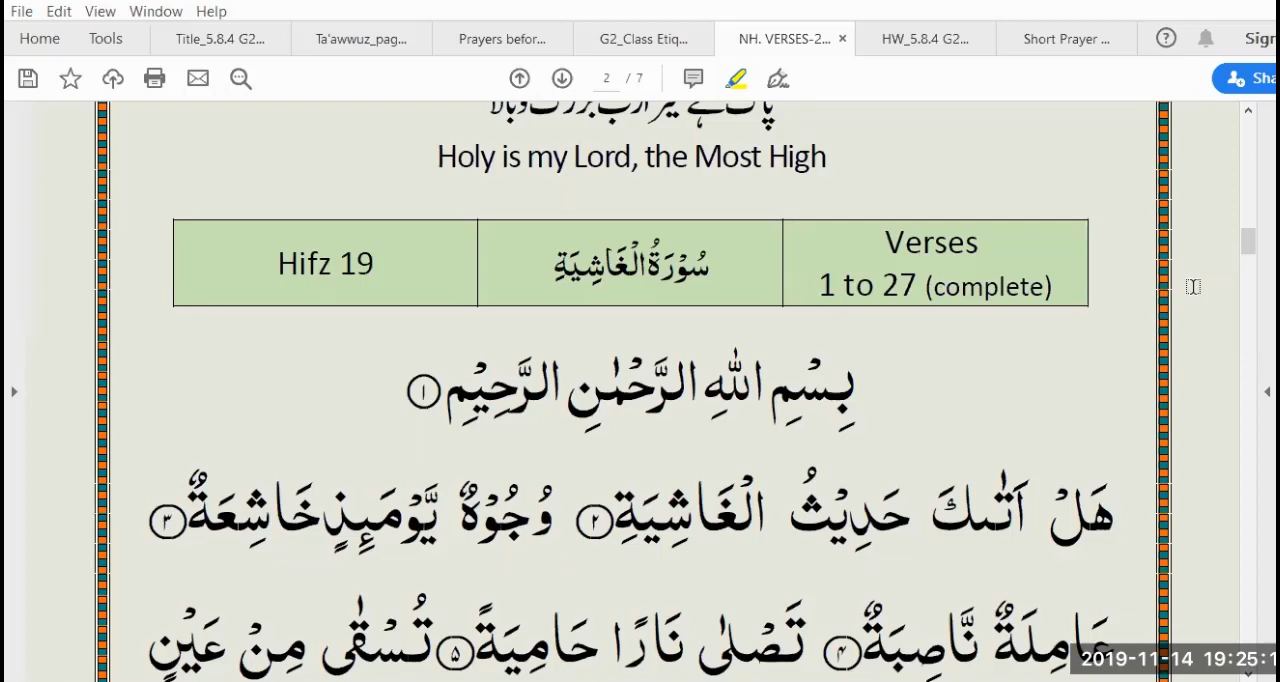 File Edit View Window Help
Home Tools Title_5.8.4 G2... Ta'awwuz_pag... Prayers befor... G2_Class Etiq... NH. VERSES-2... × HW_5.8.4 G2... Short Prayer ... Sign
2 / 7 Sha
Holy is my Lord, the Most High
Hifz 19
سُوْرَةُ الْغَاشِيَةِ
Verses
1 to 27 (complete)
بِسْمِ اللّٰهِ الرَّحْمٰنِ الرَّحِيْمِ ①
هَلْ اَتٰىكَ حَدِيْثُ الْغَاشِيَةِ ② وُجُوْهٌ يَّوْمَىِٕذٍ خَاشِعَةٌ ③
عَامِلَةٌ نَّاصِبَةٌ ④ تَصْلٰى نَارًا حَامِيَةً ⑤ تُسْقٰى مِنْ عَيْنٍ
2019-11-14 19:25:1